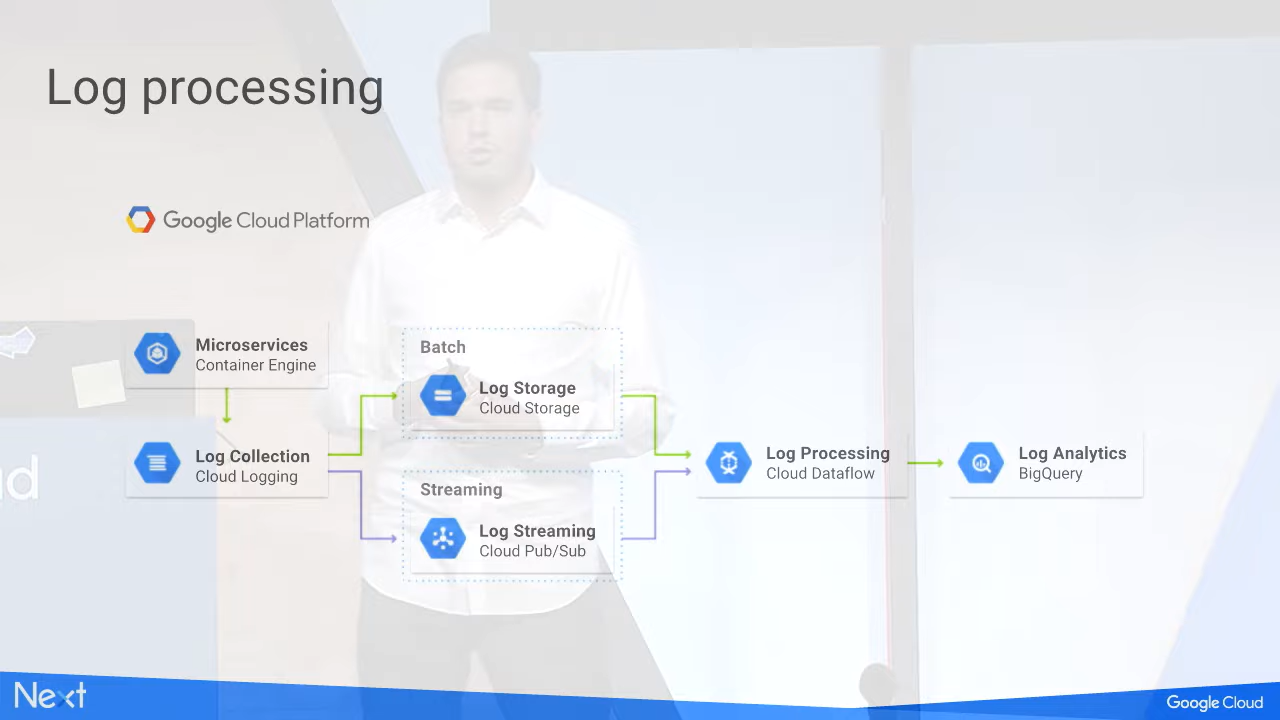 Log processing
Google Cloud Platform
Microservices
Container Engine
Log Collection
Cloud Logging
Batch
Log Storage
Cloud Storage
Streaming
Log Streaming
Cloud Pub/Sub
Log Processing
Cloud Dataflow
Log Analytics
BigQuery
Next
Google Cloud